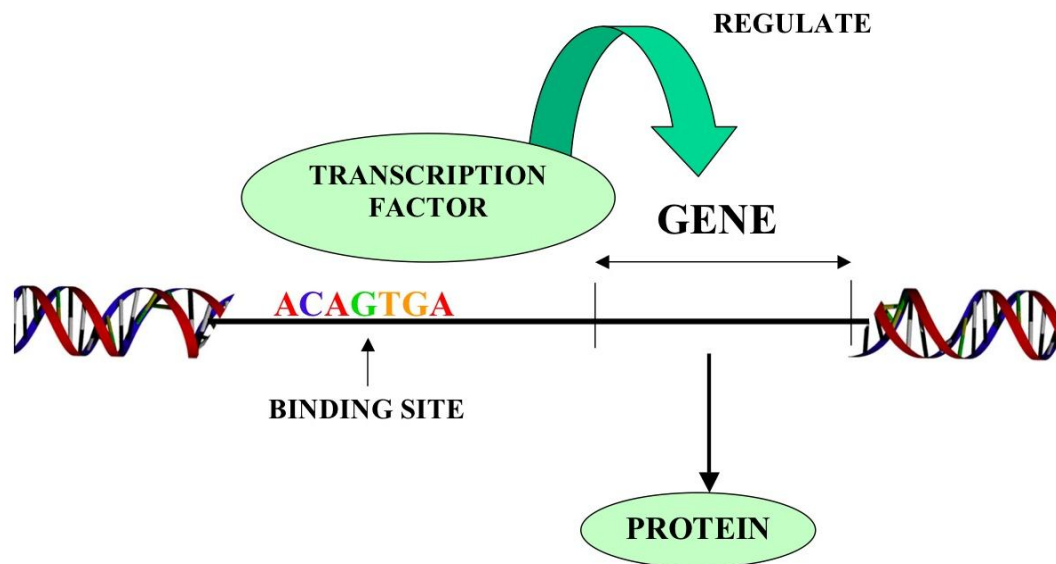 REGULATE
TRANSCRIPTION
FACTOR
GENE
ACAGTGA
BINDING SITE
PROTEIN